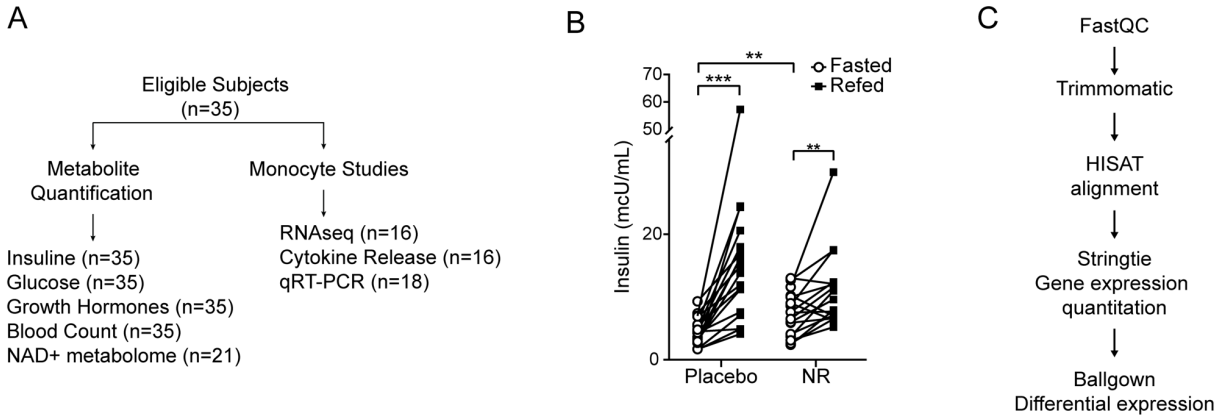 A
Eligible Subjects
(n=35)
Metabolite
Quantification
Monocyte Studies
Insuline (n=35)
Glucose (n=35)
Growth Hormones (n=35)
Blood Count (n=35)
NAD+ metabolome (n=21)
RNAseq (n=16)
Cytokine Release (n=16)
qRT-PCR (n=18)
B
**
***
**
Fasted
Refed
Insulin (mcU/mL)
70
60
50
20
0
Placebo
NR
C
FastQC
Trimmomatic
HISAT
alignment
Stringtie
Gene expression
quantitation
Ballgown
Differential expression